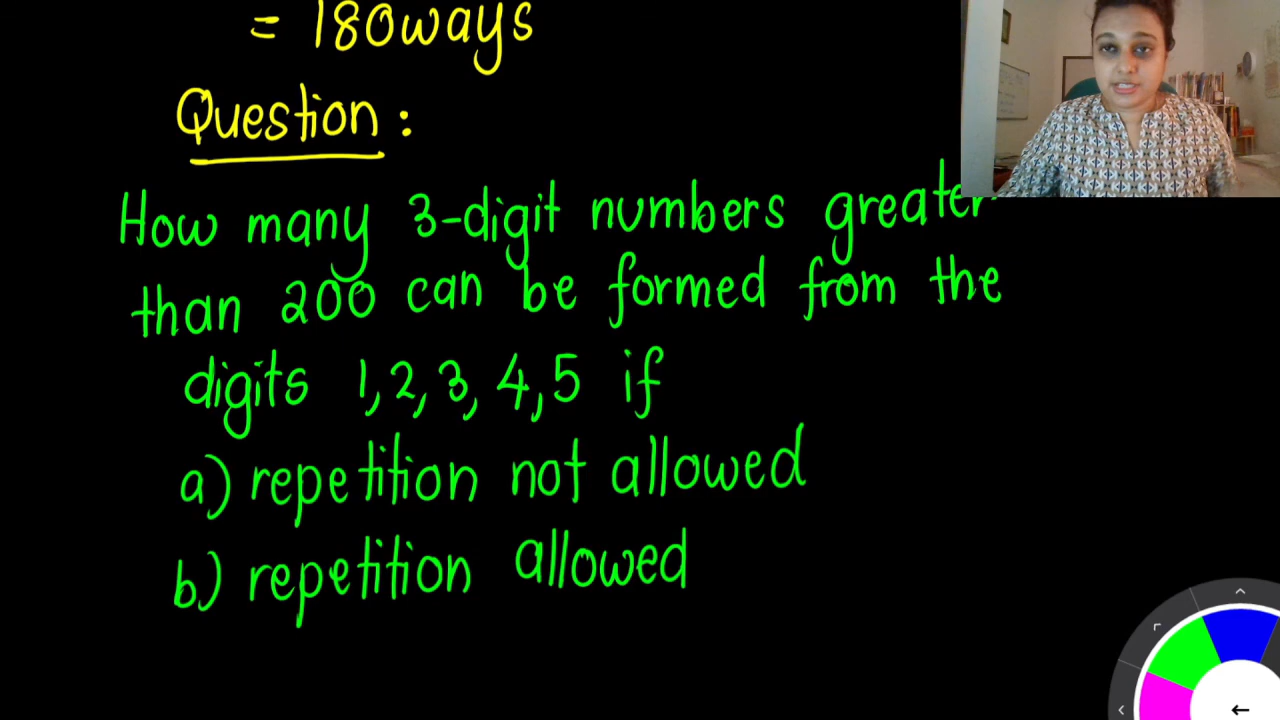 = 180ways
Question:
How many 3-digit numbers greater
than 200 can be formed from the
digits 1,2,3,4,5 if
a) repetition not allowed
b) repetition allowed